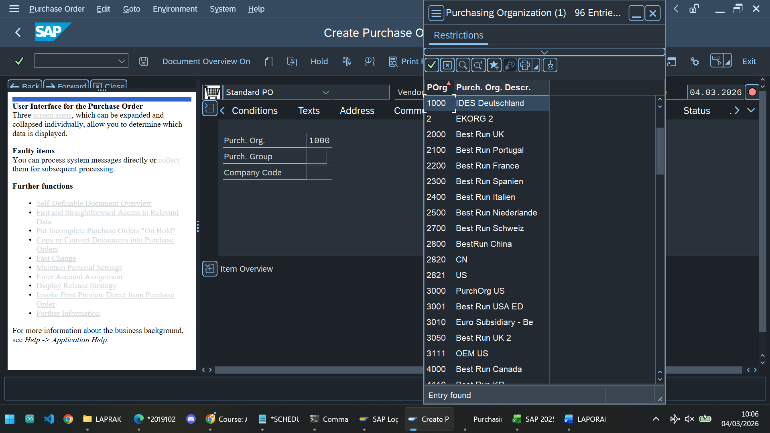 Purchase Order Edit Goto Environment System Help
SAP Create Purchase O
Document Overview On Hold Print P Exit
Back Forward Close
User Interface for the Purchase Order
Three screen areas, which can be expanded and
collapsed individually, allow you to determine which
data is displayed.
Faulty items
You can process system messages directly or collect
them for subsequent processing.
Further functions
• Self-Definable Document Overview
• Fast and Straightforward Access to Relevant
Data
• Put Incomplete Purchase Orders "On Hold"
• Copy or Convert Documents into Purchase
Orders
• Fast Change
• Maintain Personal Settings
• Enter Account Assignment
• Display Release Strategy
• Invoke Print Preview Direct from Purchase
Order
• Further Information
For more information about the business background,
see Help -> Application Help.
Standard PO Vendo
04.03.2026
Conditions Texts Address Commu Status
Purch. Org. 1000
Purch. Group
Company Code
Item Overview
Purchasing Organization (1) 96 Entrie...
Restrictions
POrg Purch. Org. Descr.
1000 IDES Deutschland
2 EKORG 2
2000 Best Run UK
2100 Best Run Portugal
2200 Best Run France
2300 Best Run Spanien
2400 Best Run Italien
2500 Best Run Niederlande
2700 Best Run Schweiz
2800 BestRun China
2820 CN
2821 US
3000 PurchOrg US
3001 Best Run USA ED
3010 Euro Subsidiary - Be
3050 Best Run UK 2
3111 OEM US
4000 Best Run Canada
Entry found
LAPRAK *2019102 Course: / *SCHEDU Comma SAP Log Create P Purchasi SAP 2025 LAPORAI
10:06
04/03/2026